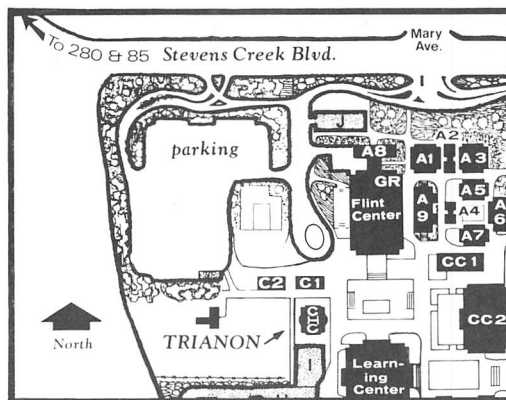 To 280 & 85 Stevens Creek Blvd.
Mary
Ave.
J
A2
parking
A8
A1
A3
GR
Flint
Center
A
9
A5
A4
A
6
A7
CC1
C2 C1
CHC
CC2
North
TRIANON
I
Learn-
ing
Center